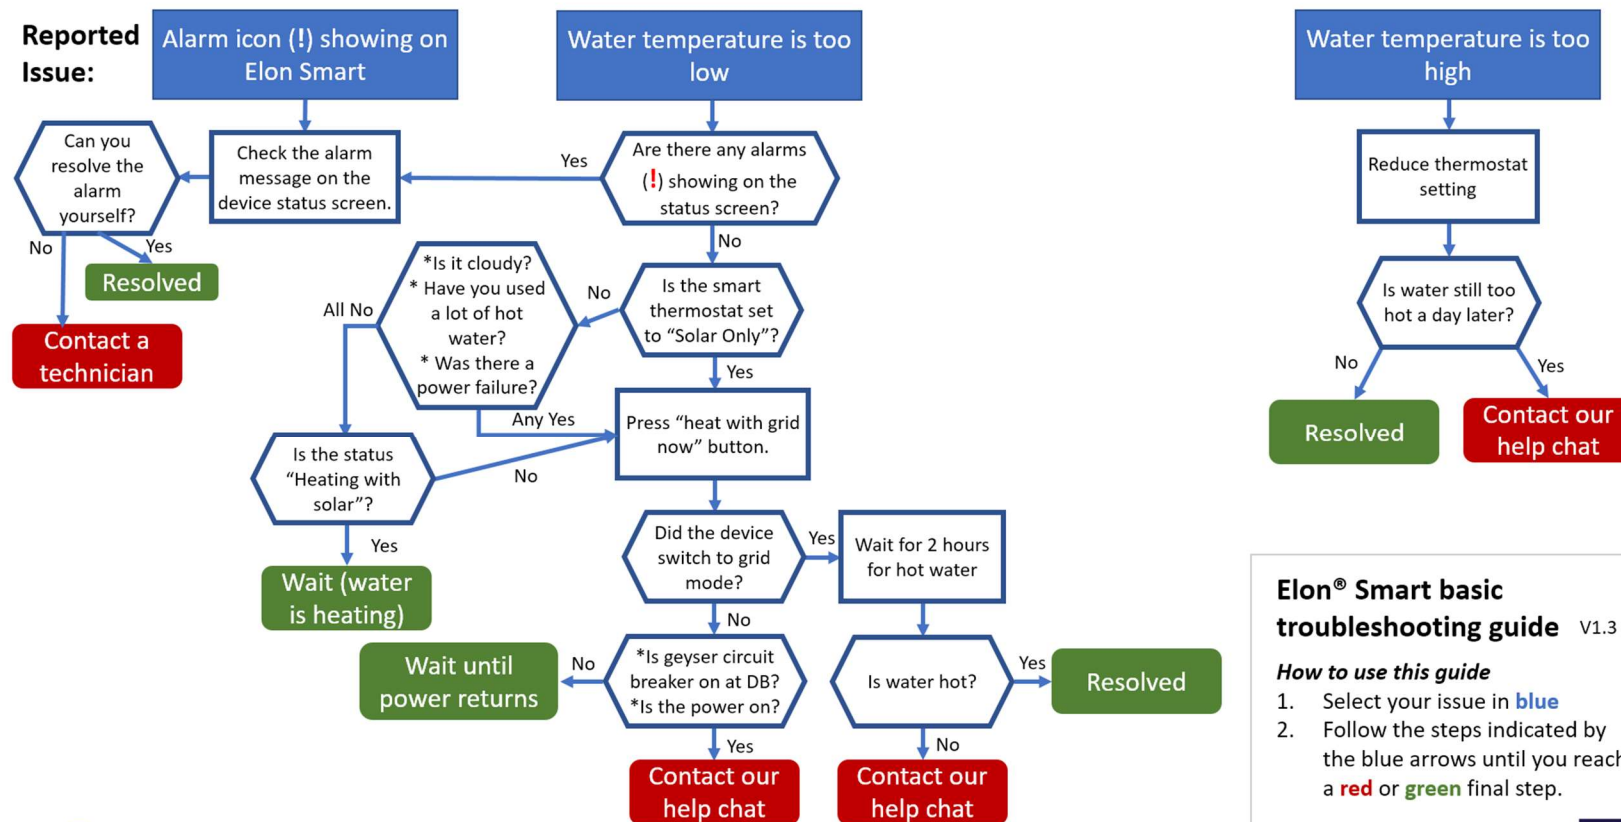 Reported
Issue:
Alarm icon (!) showing on
Elon Smart
Water temperature is too
low
Water temperature is too
high
Can you
resolve the
alarm
yourself?
Check the alarm
message on the
device status screen.
Yes
Are there any alarms
(!) showing on the
status screen?
Reduce thermostat
setting
No
Yes
Resolved
Contact a
technician
No
*Is it cloudy?
* Have you used
a lot of hot
water?
* Was there a
power failure?
No
Is the smart
thermostat set
to “Solar Only”?
Is water still too
hot a day later?
All No
Yes
No
Yes
Any Yes
Press “heat with grid
now” button.
Resolved
Contact our
help chat
Is the status
“Heating with
solar”?
No
Yes
Wait (water
is heating)
Did the device
switch to grid
mode?
Yes
Wait for 2 hours
for hot water
No
Wait until
power returns
No
*Is geyser circuit
breaker on at DB?
*Is the power on?
Is water hot?
Yes
Resolved
Yes
No
Contact our
help chat
Contact our
help chat
Elon® Smart basic
troubleshooting guide V1.3
How to use this guide
1. Select your issue in blue
2. Follow the steps indicated by
the blue arrows until you reach
a red or green final step.